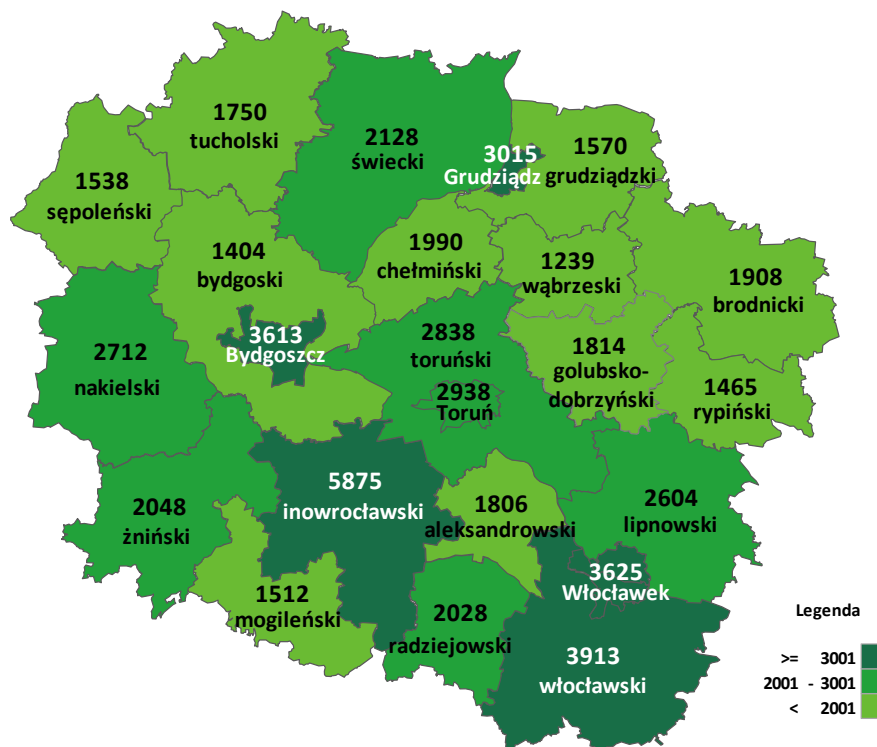 1750
tucholski
2128
świecki
3015
Grudziądz
1570
grudziądzki
1538
sępoleński
1404
bydgoski
1990
chełmiński
1239
wąbrzeski
1908
brodnicki
3613
Bydgoszcz
2838
toruński
1814
golubsko-
dobrzyński
2712
nakielski
2938
Toruń
1465
rypiński
5875
inowrocławski
1806
aleksandrowski
2604
lipnowski
2048
żniński
3625
Włocławek
1512
mogileński
2028
radziejowski
3913
włocławski
Legenda
>= 3001
2001 - 3001
< 2001